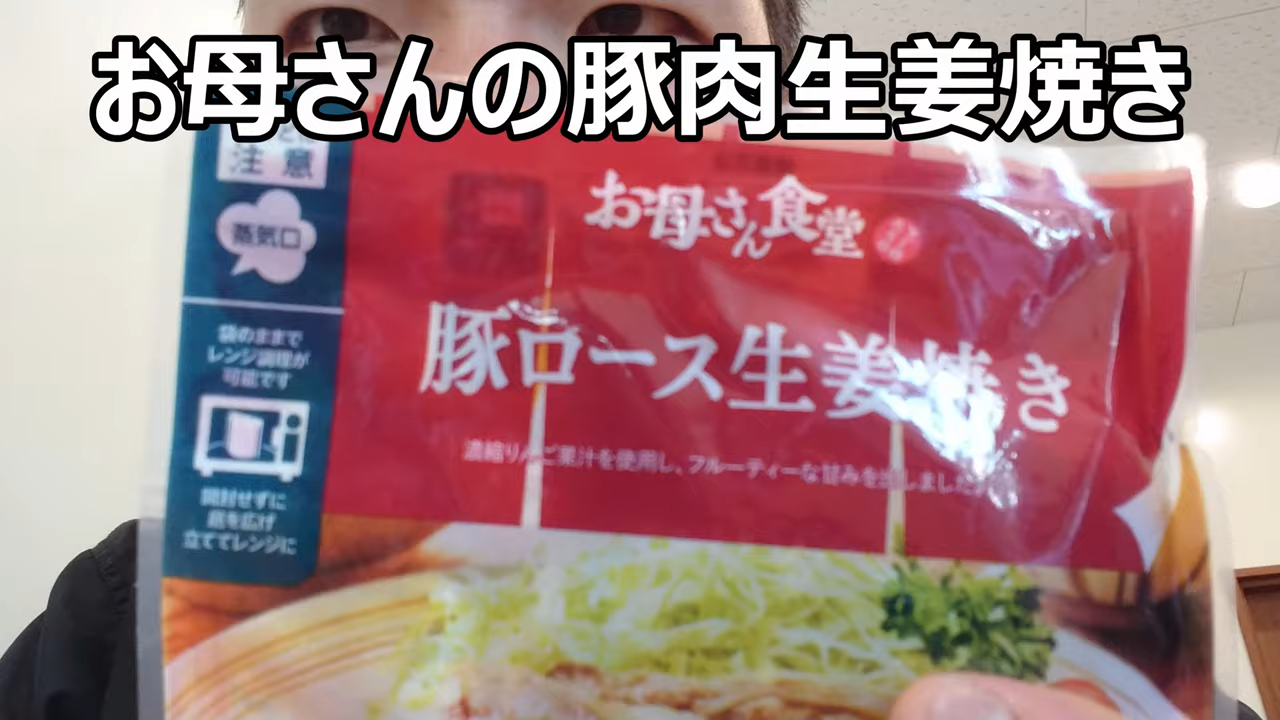 お母さんの豚肉生姜焼き
注意
蒸気口
お母さん食堂
豚ロース生姜焼き
濃縮りんご果汁を使用し、フルーティーな甘みを出しました
袋のままで
レンジ調理が
可能です
開封せずに
底を広げ
立ててレンジに